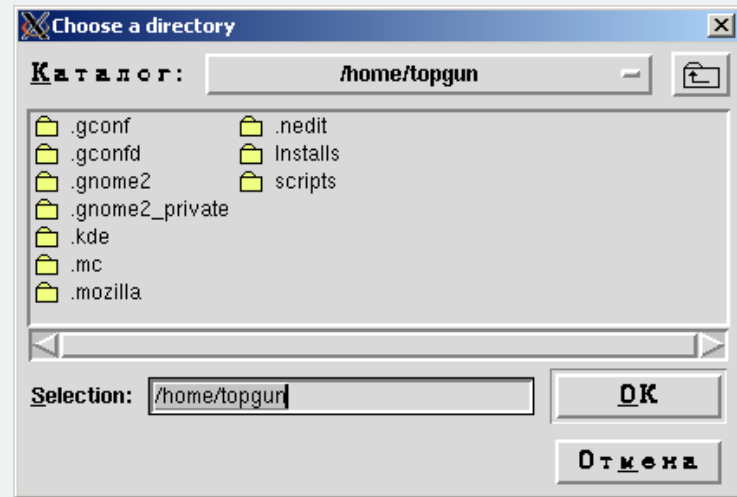 Choose a directory
Каталог: /home/topgun
.gconf .nedit
.gconfd Installs
.gnome2 scripts
.gnome2_private
.kde
.mc
.mozilla
Selection: /home/topgun OK
Отмена